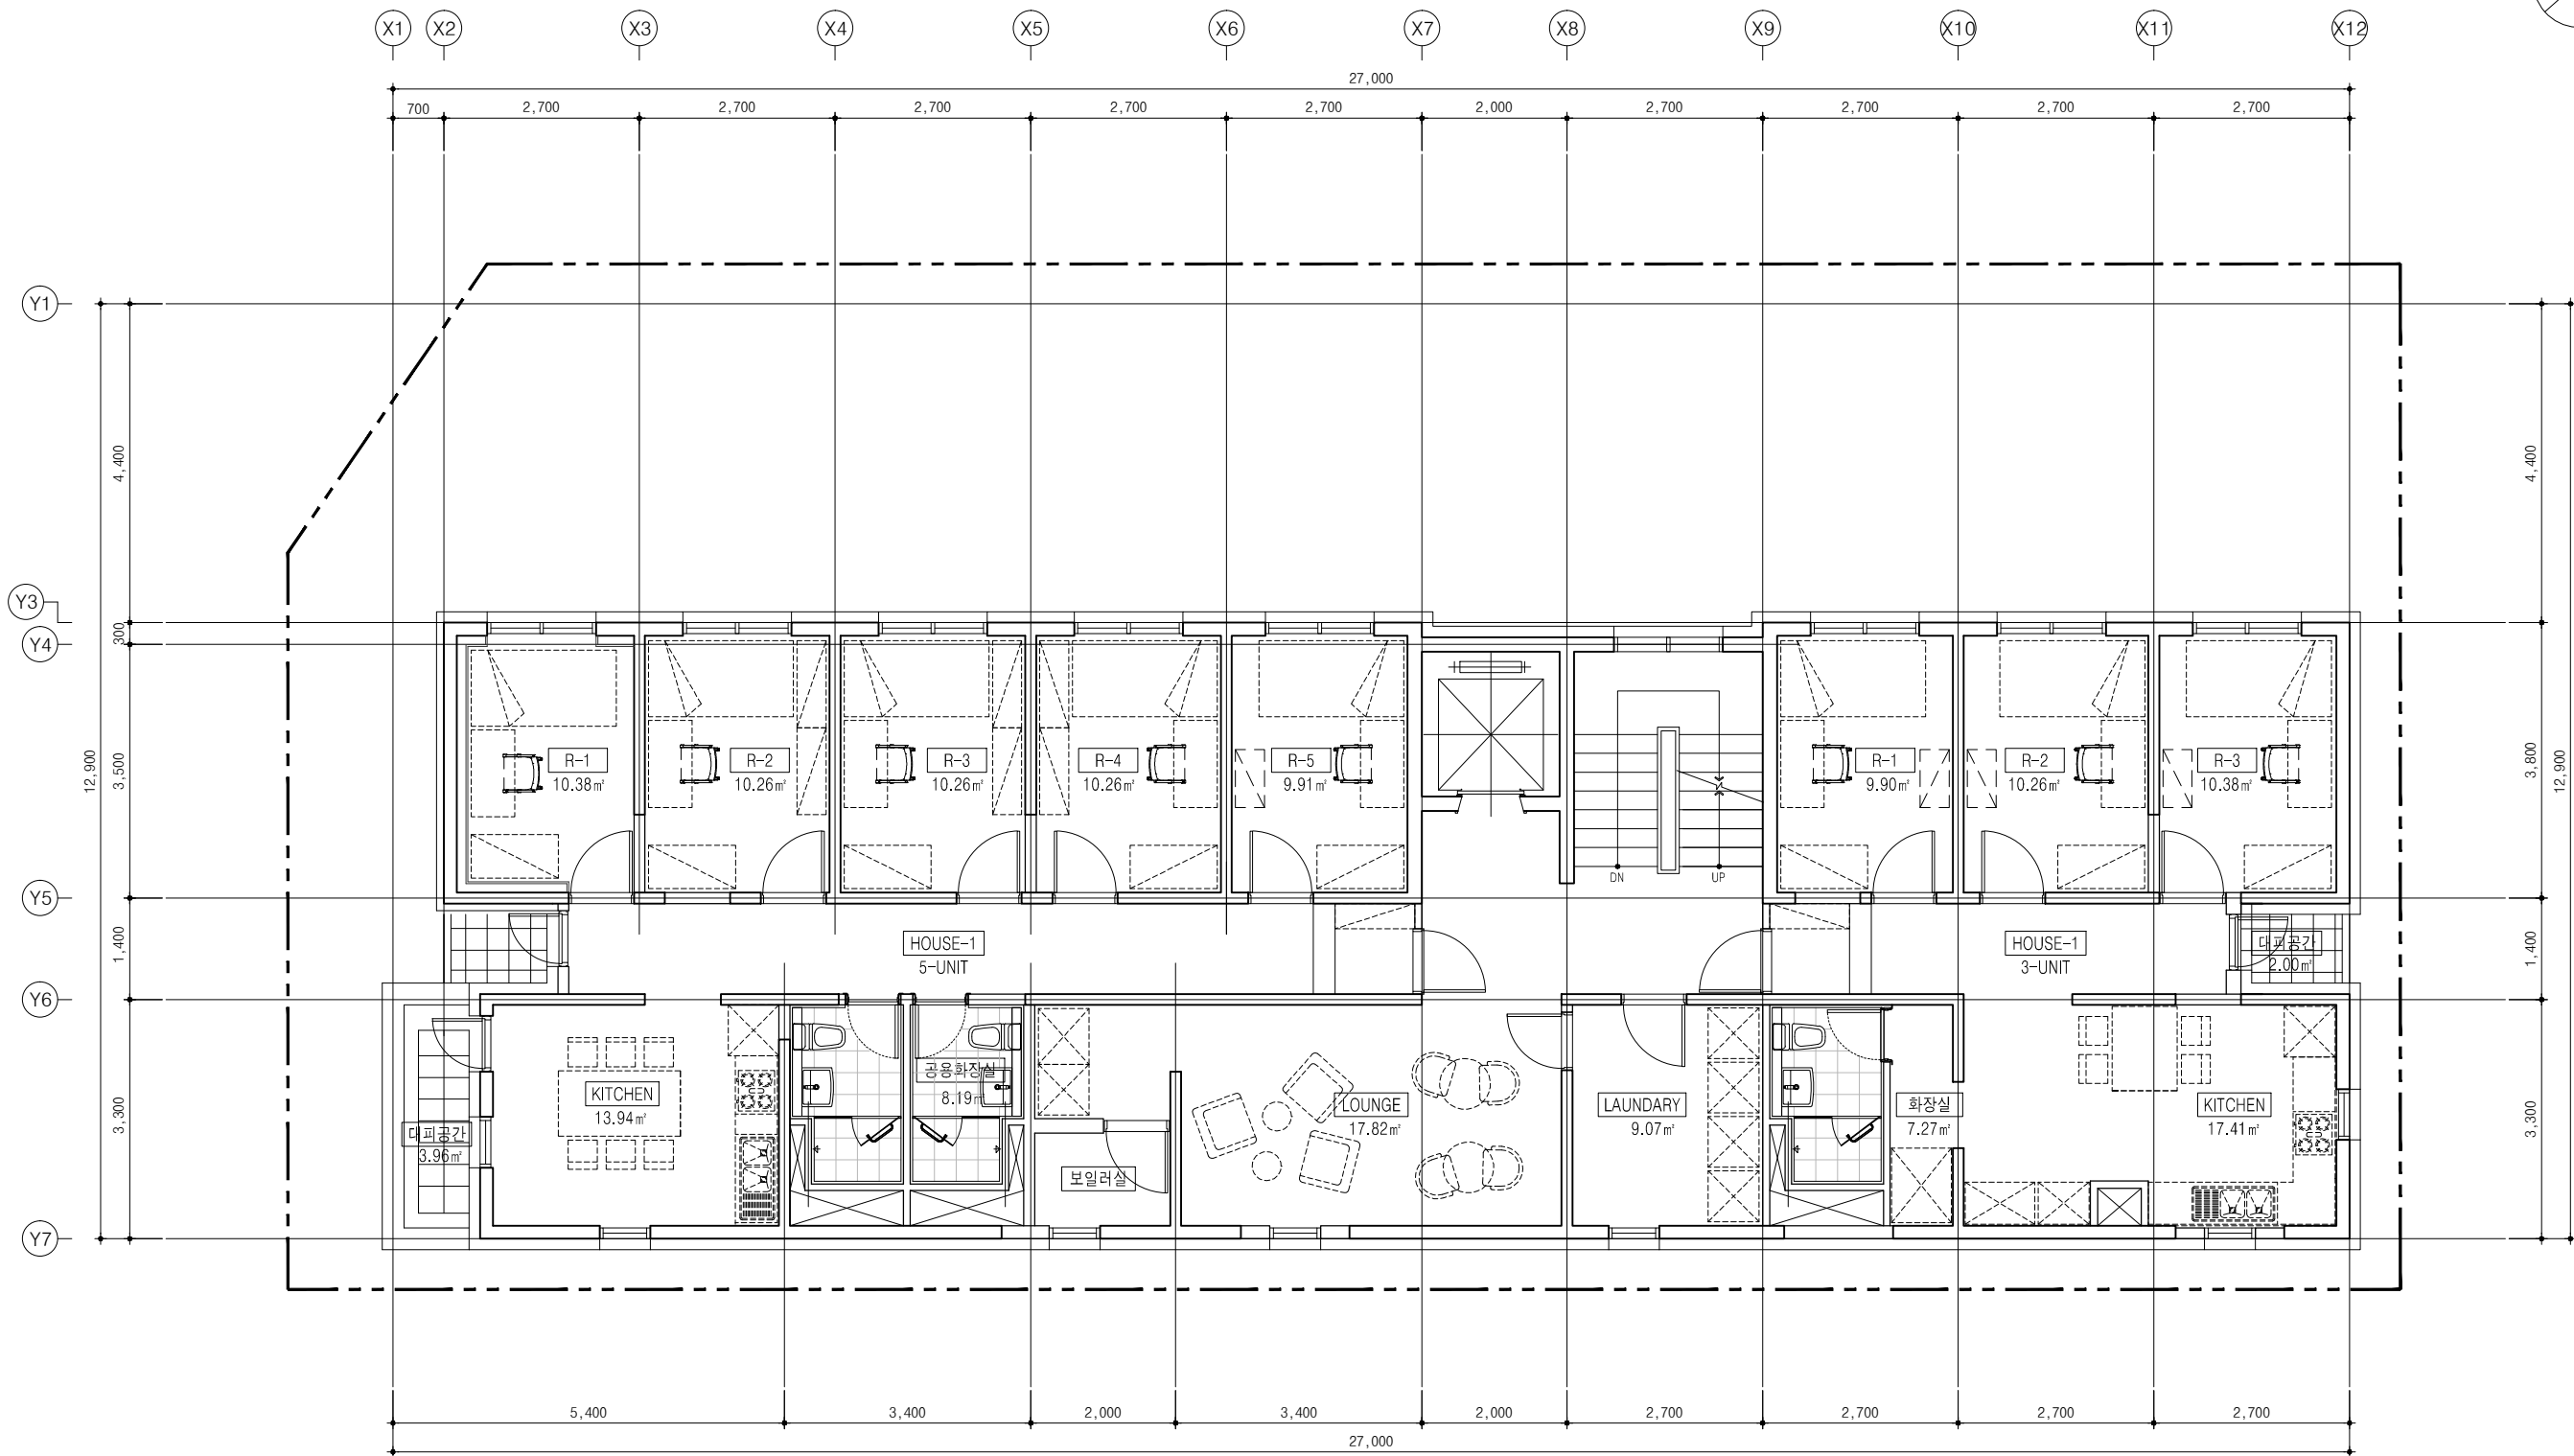 X1 X2 X3 X4 X5 X6 X7 X8 X9 X10 X11 X12
27,000
700 2,700 2,700 2,700 2,700 2,700 2,000 2,700 2,700 2,700 2,700
Y1
Y3
Y4
Y5
Y6
Y7
12,900
4,400
300
3,500
1,400
3,300
4,400
3,800
1,400
3,300
12,900
R-1
10.38㎡
R-2
10.26㎡
R-3
10.26㎡
R-4
10.26㎡
R-5
9.91㎡
DN
UP
R-1
9.90㎡
R-2
10.26㎡
R-3
10.38㎡
HOUSE-1
5-UNIT
HOUSE-1
3-UNIT
대피공간
2.00㎡
대피공간
3.96㎡
KITCHEN
13.94㎡
공용화장실
8.19㎡
보일러실
LOUNGE
17.82㎡
LAUNDARY
9.07㎡
화장실
7.27㎡
KITCHEN
17.41㎡
5,400 3,400 2,000 3,400 2,000 2,700 2,700 2,700 2,700
27,000